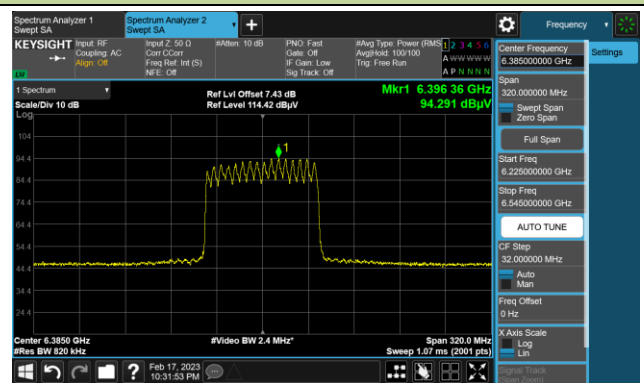 Spectrum Analyzer 1
Swept SA
Spectrum Analyzer 2
Swept SA
+
Frequency
KEYSIGHT
Input: RF
Coupling: AC
Align: Off
Input Z: 50 Ω
Corr CCorr
Freq Ref: Int (S)
NFE: Off
#Atten: 10 dB
PNO: Fast
Gate: Off
IF Gain: Low
Sig Track: Off
#Avg Type: Power (RMS)
Avg|Hold: 100/100
Trig: Free Run
1 2 3 4 5 6
A W W W W W
A P N N N N
LW
1 Spectrum
Scale/Div 10 dB
Log
Ref Lvl Offset 7.43 dB
Ref Level 114.42 dBµV
Mkr1 6.396 36 GHz
94.291 dBµV
104
94.4
84.4
74.4
64.4
54.4
44.4
34.4
24.4
1
Center 6.3850 GHz
#Res BW 820 kHz
#Video BW 2.4 MHz*
Span 320.0 MHz
Sweep 1.07 ms (2001 pts)
Center Frequency
6.385000000 GHz
Settings
Span
320.000000 MHz
Swept Span
Zero Span
Full Span
Start Freq
6.225000000 GHz
Stop Freq
6.545000000 GHz
AUTO TUNE
CF Step
32.000000 MHz
Auto
Man
Freq Offset
0 Hz
X Axis Scale
Log
Lin
Signal Track
(Span Zoom)
?
Feb 17, 2023
10:31:53 PM